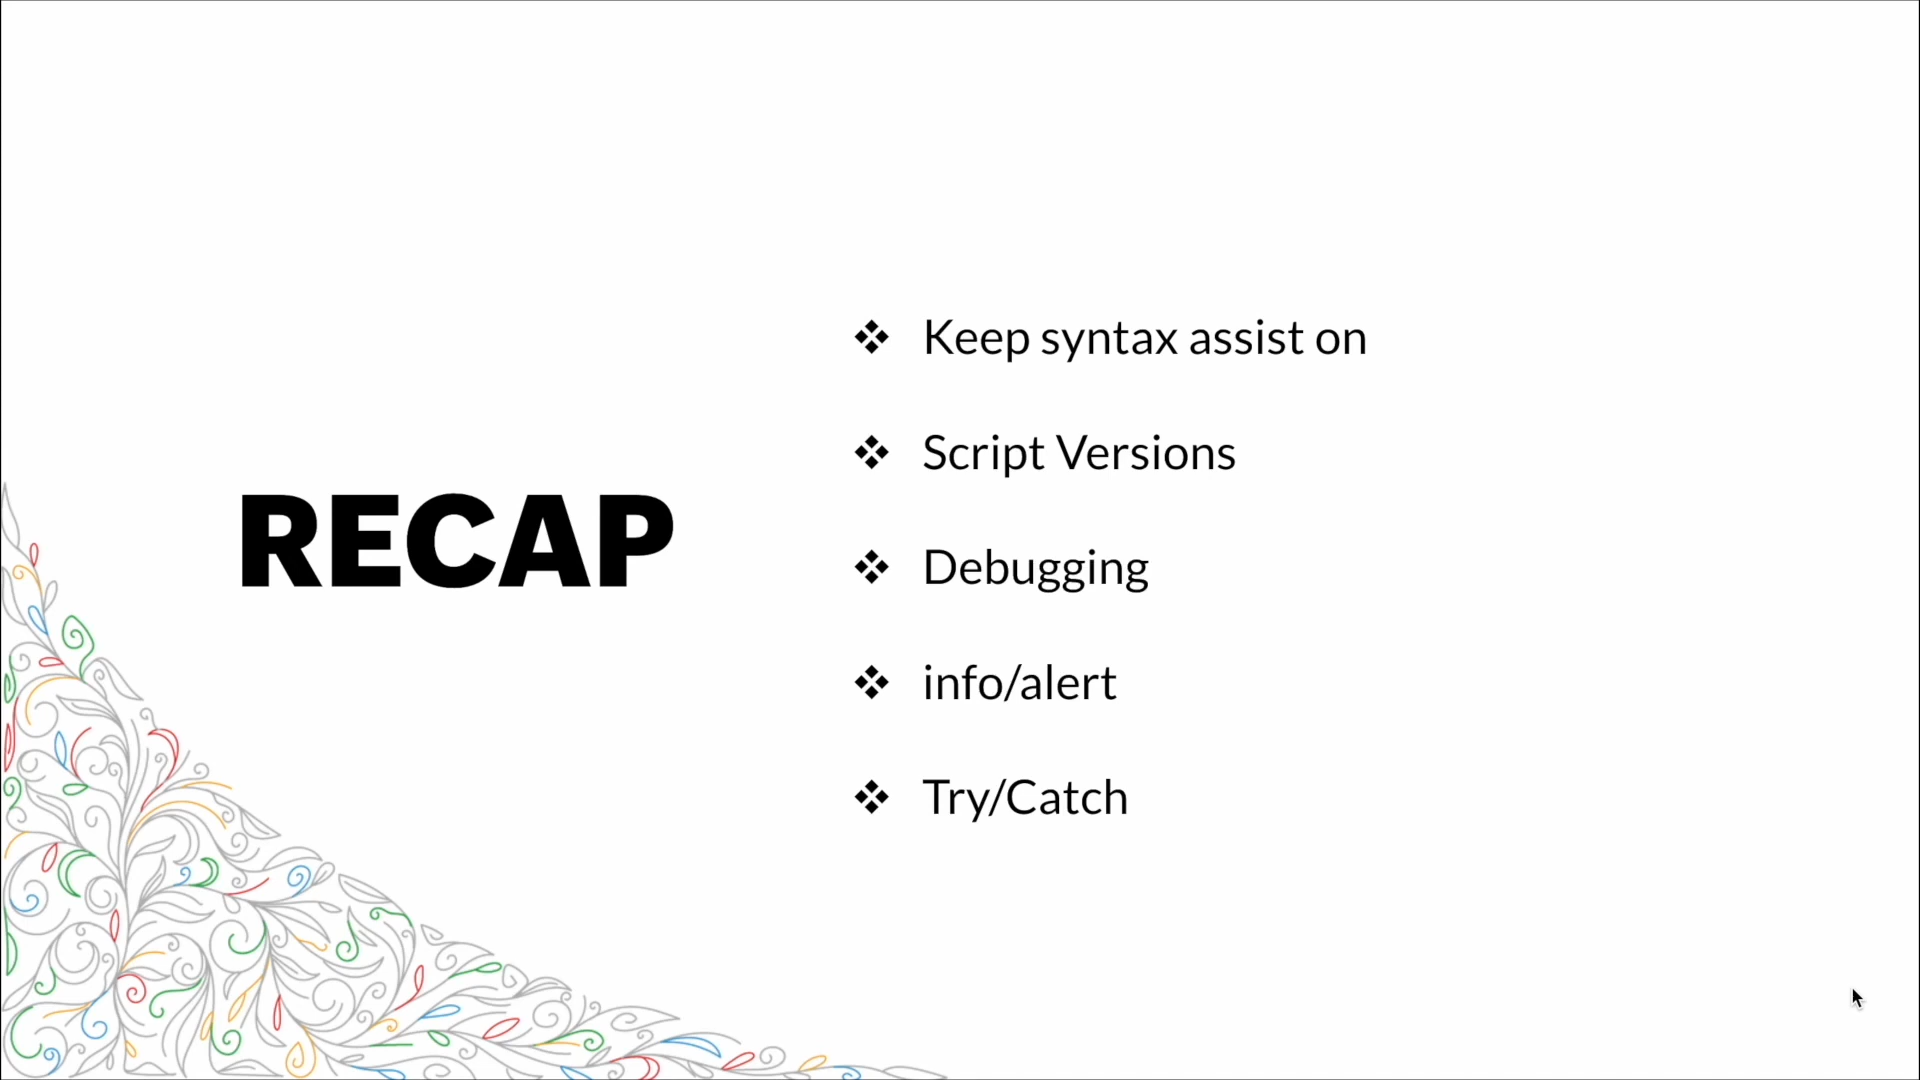 RECAP
Keep syntax assist on
Script Versions
Debugging
info/alert
Try/Catch